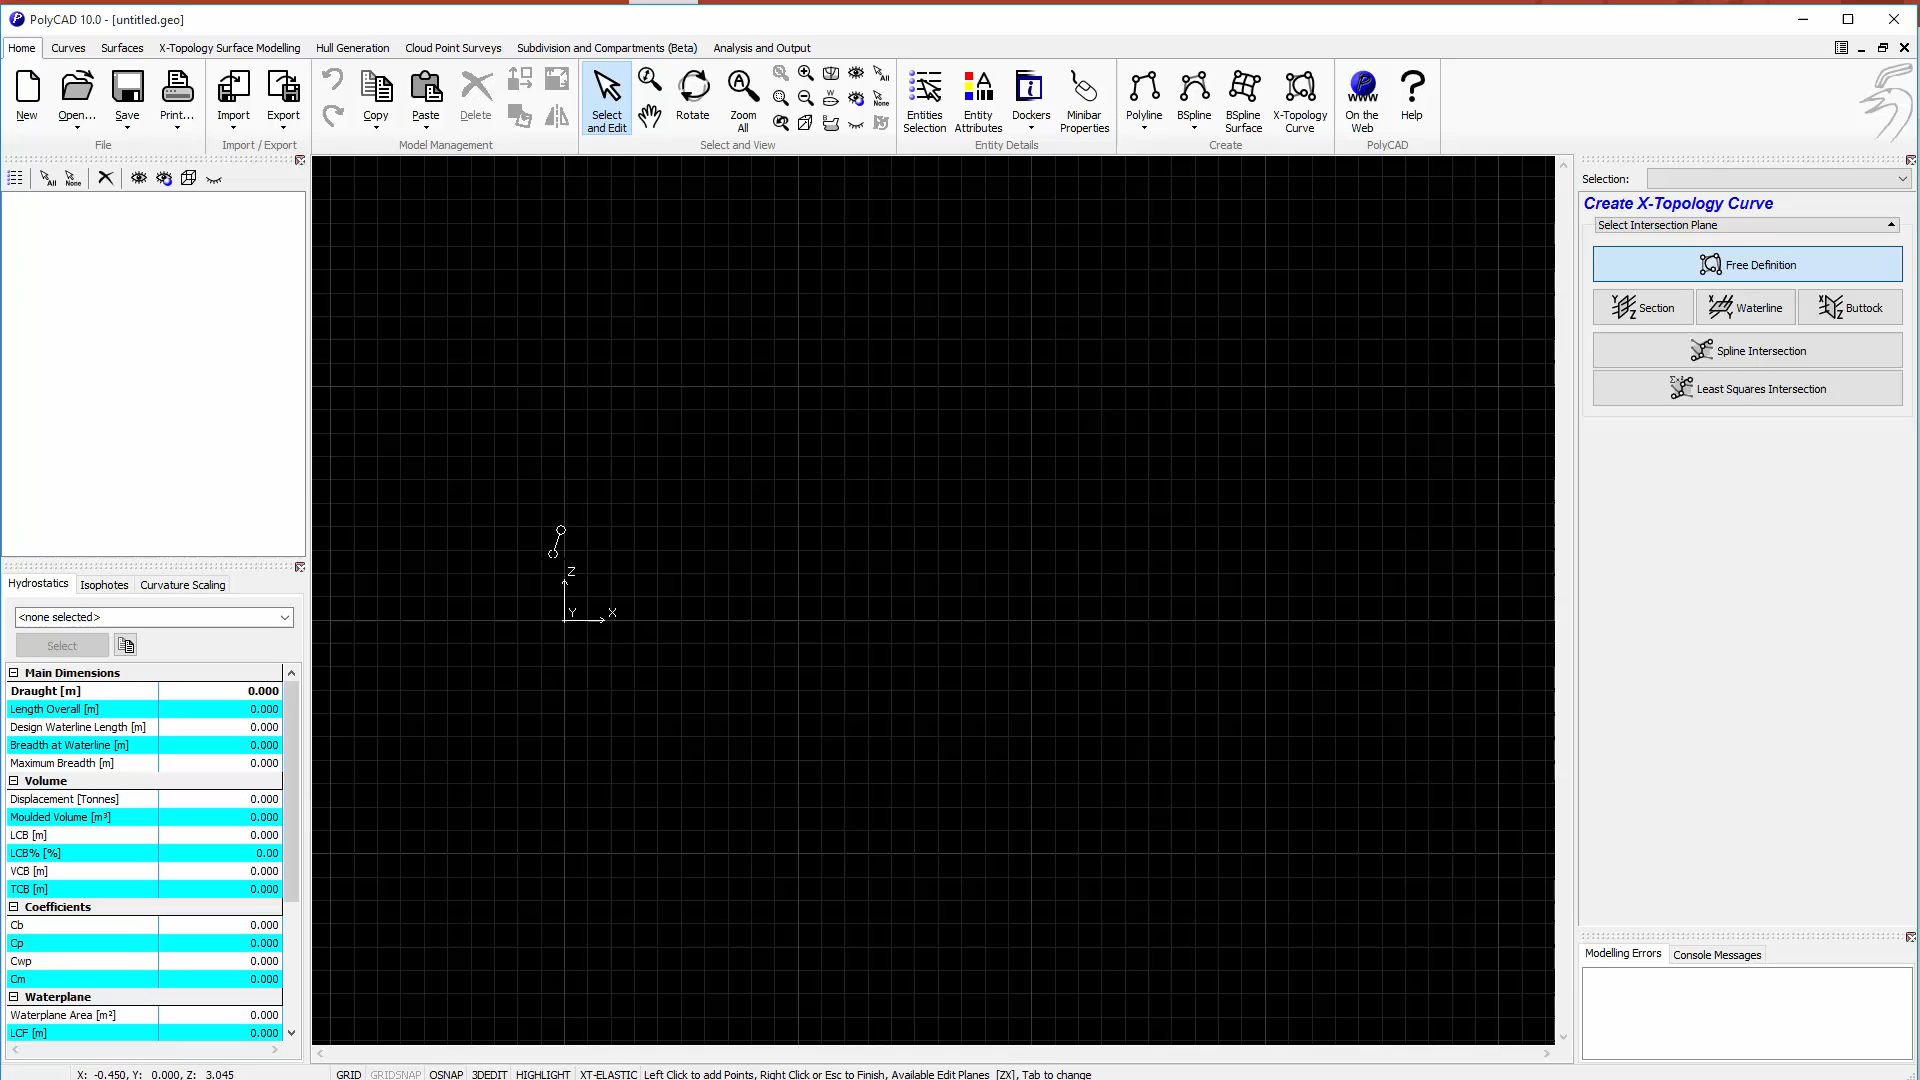 PolyCAD 10.0 - [untitled.geo]
Home Curves Surfaces X-Topology Surface Modelling Hull Generation Cloud Point Surveys Subdivision and Compartments (Beta) Analysis and Output
New Open... Save Print... Import Export Copy Paste Delete Select and Edit Rotate Zoom All Entities Selection Entity Attributes Dockers Minibar Properties Polyline BSpline BSpline Surface X-Topology Curve On the Web Help
File Import / Export Model Management Select and View Entity Details Create PolyCAD
All None
Selection:
Create X-Topology Curve
Select Intersection Plane
Free Definition
Section Waterline Buttock
Spline Intersection
Least Squares Intersection
Z
Y X
Hydrostatics Isophotes Curvature Scaling
<none selected>
Select
Main Dimensions
Draught [m] 0.000
Length Overall [m] 0.000
Design Waterline Length [m] 0.000
Breadth at Waterline [m] 0.000
Maximum Breadth [m] 0.000
Volume
Displacement [Tonnes] 0.000
Moulded Volume [m³] 0.000
LCB [m] 0.000
LCB% [%] 0.00
VCB [m] 0.000
TCB [m] 0.000
Coefficients
Cb 0.000
Cp 0.000
Cwp 0.000
Cm 0.000
Waterplane
Waterplane Area [m²] 0.000
LCF [m] 0.000
Modelling Errors Console Messages
X: -0.450, Y: 0.000, Z: 3.045 GRID GRIDSNAP OSNAP 3DEDIT HIGHLIGHT XT-ELASTIC Left Click to add Points, Right Click or Esc to Finish, Available Edit Planes [ZX], Tab to change